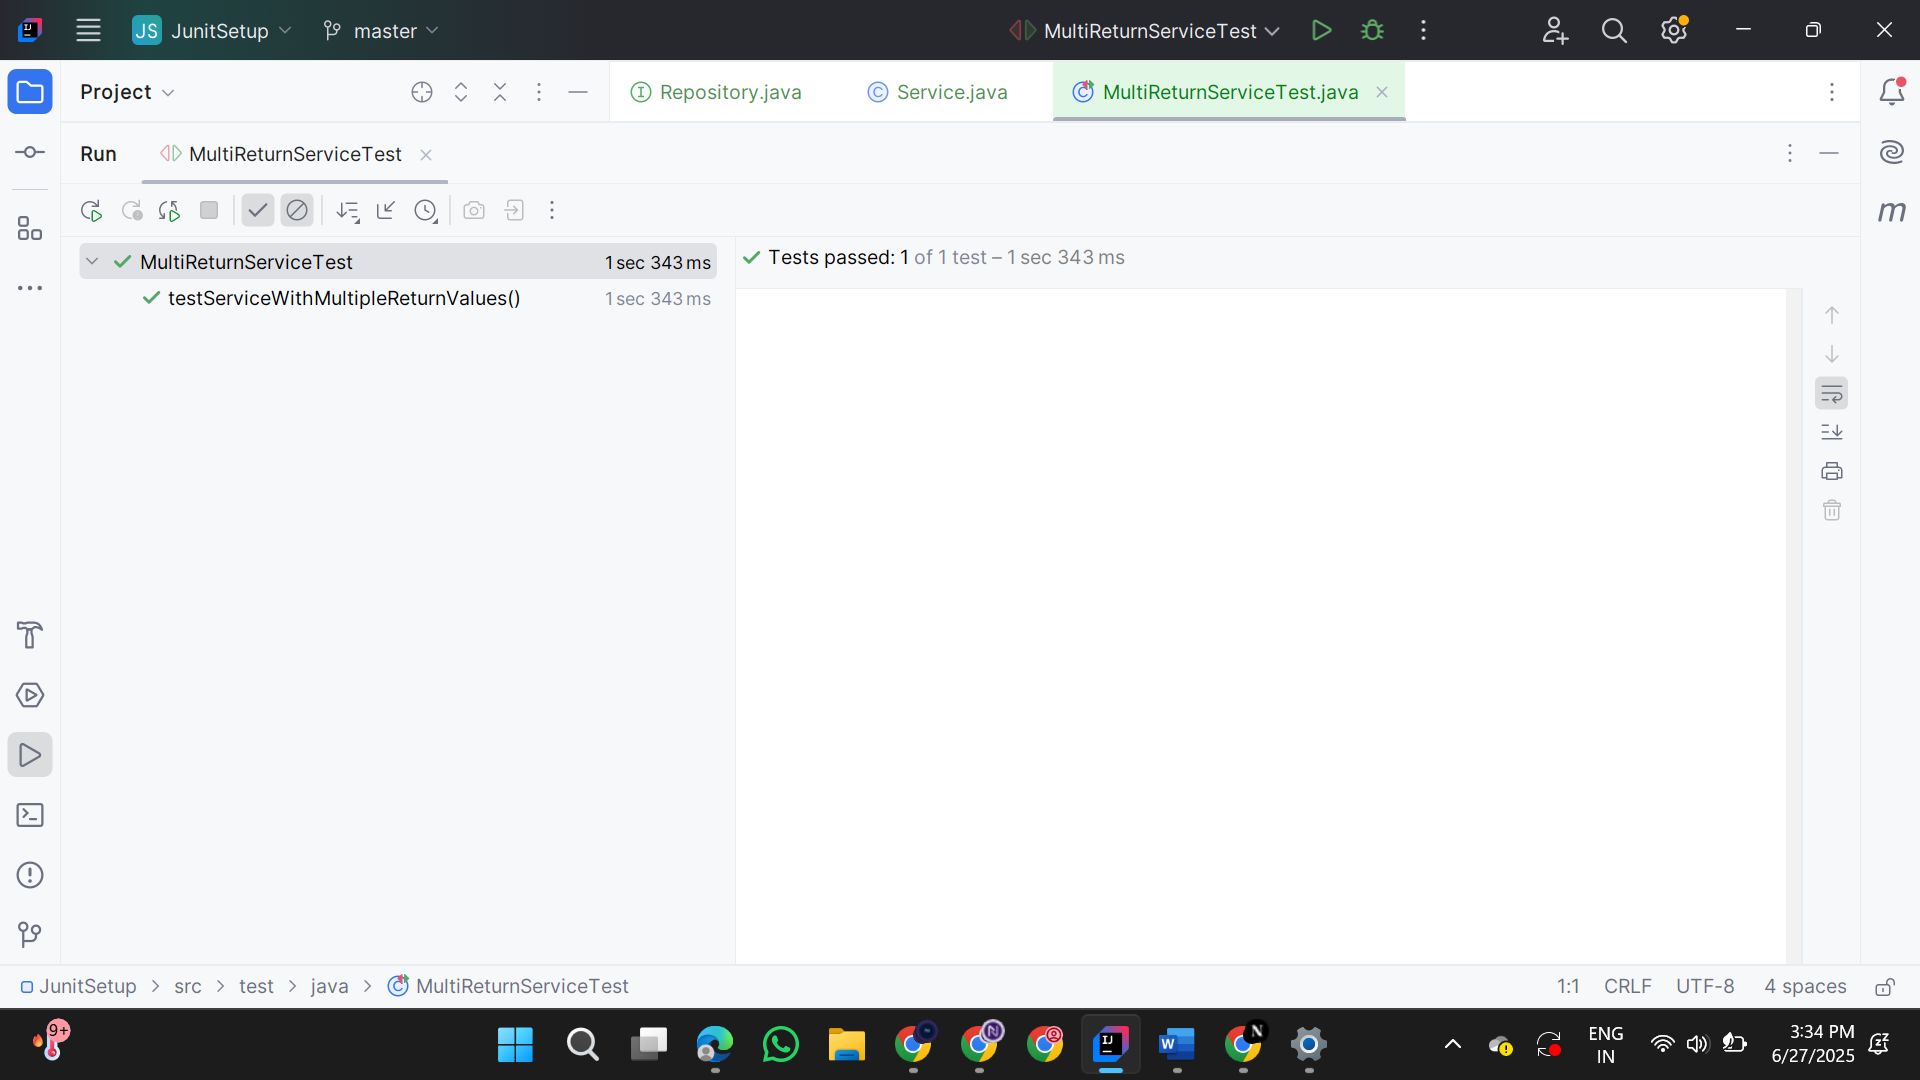 JS JunitSetup master MultiReturnServiceTest
Project Repository.java Service.java MultiReturnServiceTest.java
Run MultiReturnServiceTest
MultiReturnServiceTest 1 sec 343 ms
testServiceWithMultipleReturnValues() 1 sec 343 ms
Tests passed: 1 of 1 test – 1 sec 343 ms
m
JunitSetup > src > test > java > MultiReturnServiceTest 1:1 CRLF UTF-8 4 spaces
9+
ENG
IN
3:34 PM
6/27/2025